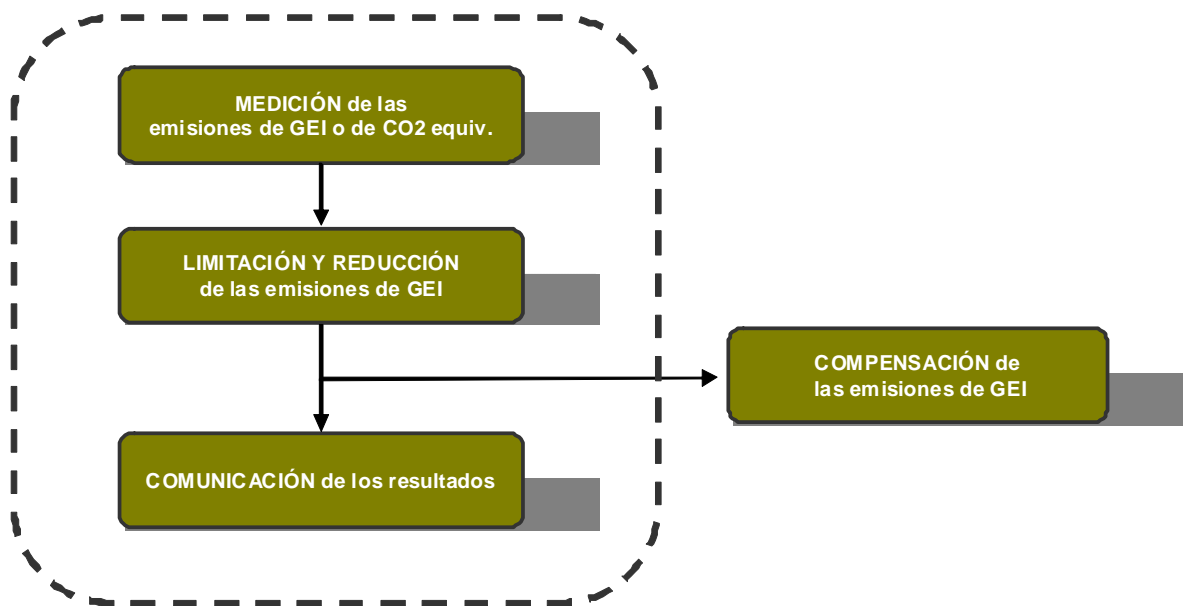 MEDICIÓN de las
emisiones de GEI o de CO2 equiv.
LIMITACIÓN Y REDUCCIÓN
de las emisiones de GEI
COMPENSACIÓN de
las emisiones de GEI
COMUNICACIÓN de los resultados